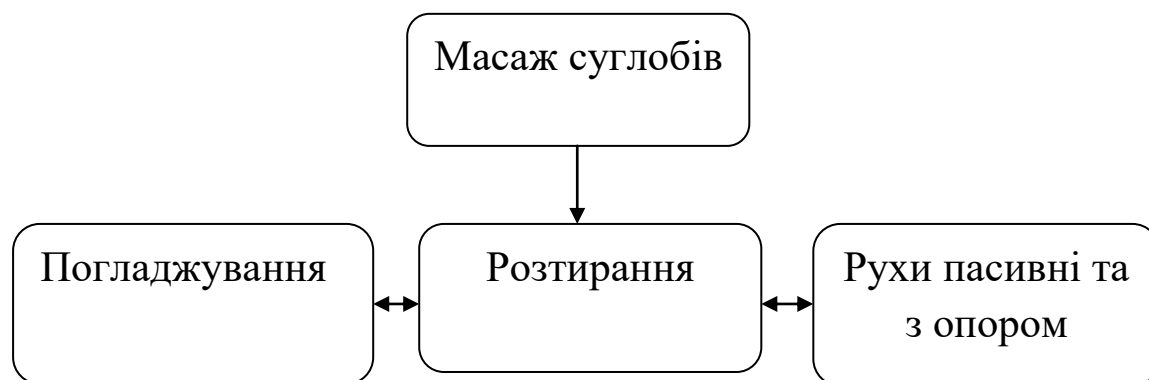 Масаж суглобів
Погладжування
Розтирання
Рухи пасивні та
з опором